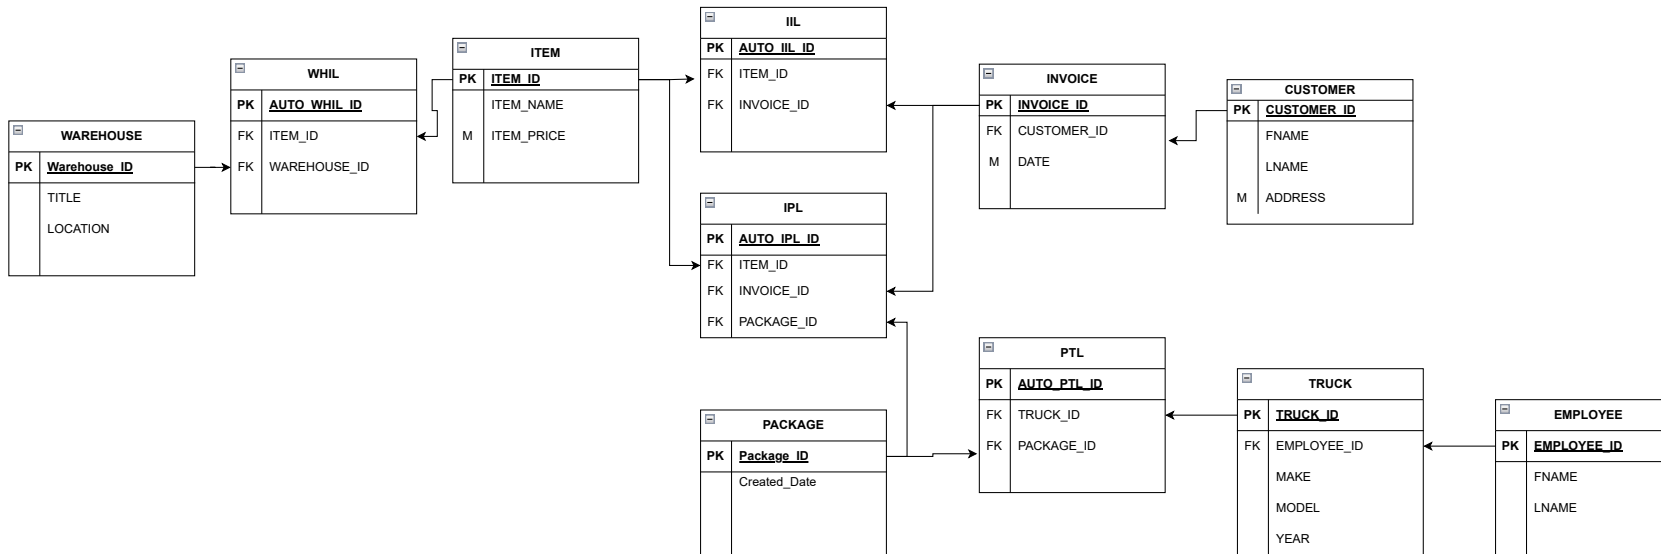 WAREHOUSE
PK Warehouse_ID
TITLE
LOCATION
WHIL
PK AUTO_WHIL_ID
FK ITEM_ID
FK WAREHOUSE_ID
ITEM
PK ITEM_ID
ITEM_NAME
M ITEM_PRICE
IIL
PK AUTO_IIL_ID
FK ITEM_ID
FK INVOICE_ID
IPL
PK AUTO_IPL_ID
FK ITEM_ID
FK INVOICE_ID
FK PACKAGE_ID
PACKAGE
PK Package_ID
Created_Date
INVOICE
PK INVOICE_ID
FK CUSTOMER_ID
M DATE
CUSTOMER
PK CUSTOMER_ID
FNAME
LNAME
M ADDRESS
PTL
PK AUTO_PTL_ID
FK TRUCK_ID
FK PACKAGE_ID
TRUCK
PK TRUCK_ID
FK EMPLOYEE_ID
MAKE
MODEL
YEAR
EMPLOYEE
PK EMPLOYEE_ID
FNAME
LNAME